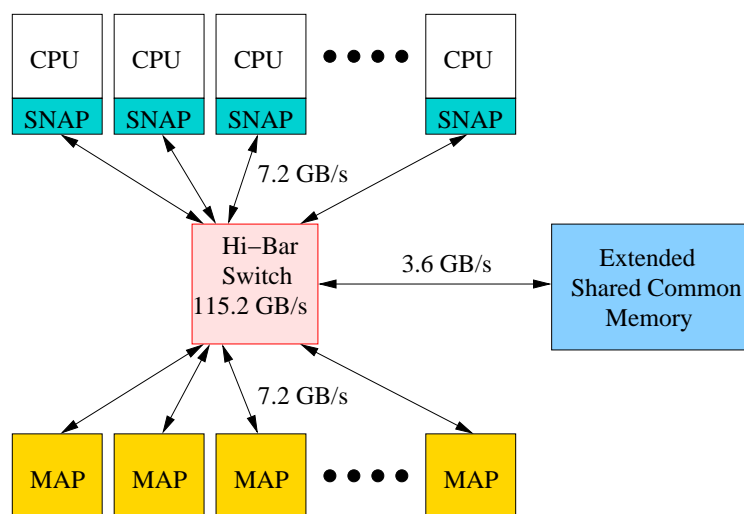 CPU
CPU
CPU
CPU
SNAP
SNAP
SNAP
SNAP
7.2 GB/s
Hi−Bar
Switch
115.2 GB/s
3.6 GB/s
Extended
Shared Common
Memory
7.2 GB/s
MAP
MAP
MAP
MAP